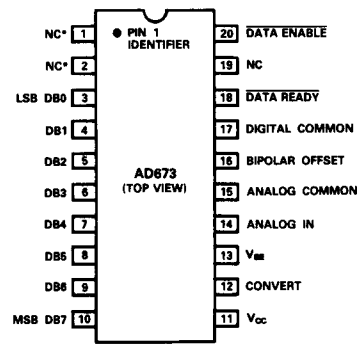 NC* 1 ● PIN 1 IDENTIFIER 20 DATA ENABLE
NC* 2 19 NC
LSB DB0 3 18 DATA READY
DB1 4 17 DIGITAL COMMON
DB2 5 16 BIPOLAR OFFSET
AD673
(TOP VIEW)
DB3 6 15 ANALOG COMMON
DB4 7 14 ANALOG IN
DB5 8 13 VEE
DB6 9 12 CONVERT
MSB DB7 10 11 VCC